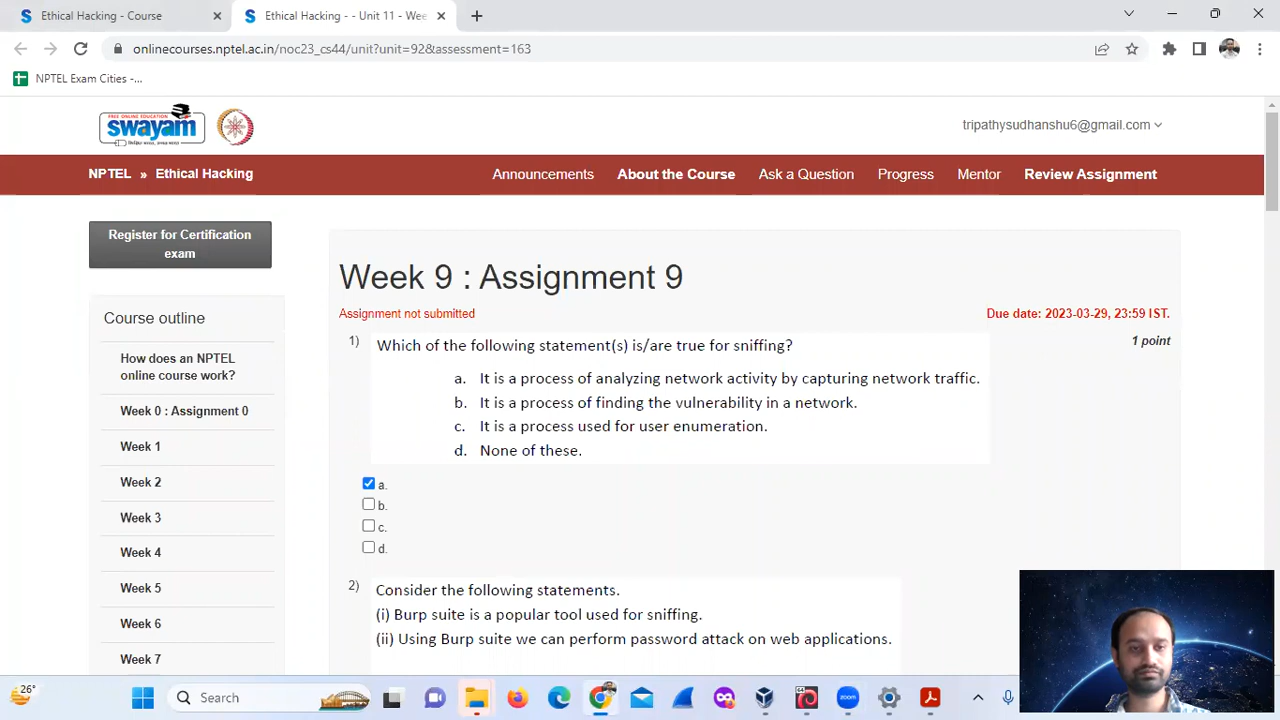 Ethical Hacking - Course
Ethical Hacking - - Unit 11 - Wee
onlinecourses.nptel.ac.in/noc23_cs44/unit?unit=92&assessment=163
NPTEL Exam Cities -...
swayam
tripathysudhanshu6@gmail.com
NPTEL » Ethical Hacking
Announcements About the Course Ask a Question Progress Mentor Review Assignment
Register for Certification
exam
Course outline
How does an NPTEL
online course work?
Week 0 : Assignment 0
Week 1
Week 2
Week 3
Week 4
Week 5
Week 6
Week 7
Week 9 : Assignment 9
Assignment not submitted
Due date: 2023-03-29, 23:59 IST.
1) Which of the following statement(s) is/are true for sniffing?
1 point
a. It is a process of analyzing network activity by capturing network traffic.
b. It is a process of finding the vulnerability in a network.
c. It is a process used for user enumeration.
d. None of these.
a.
b.
c.
d.
2) Consider the following statements.
(i) Burp suite is a popular tool used for sniffing.
(ii) Using Burp suite we can perform password attack on web applications.
26°
Search
zoom